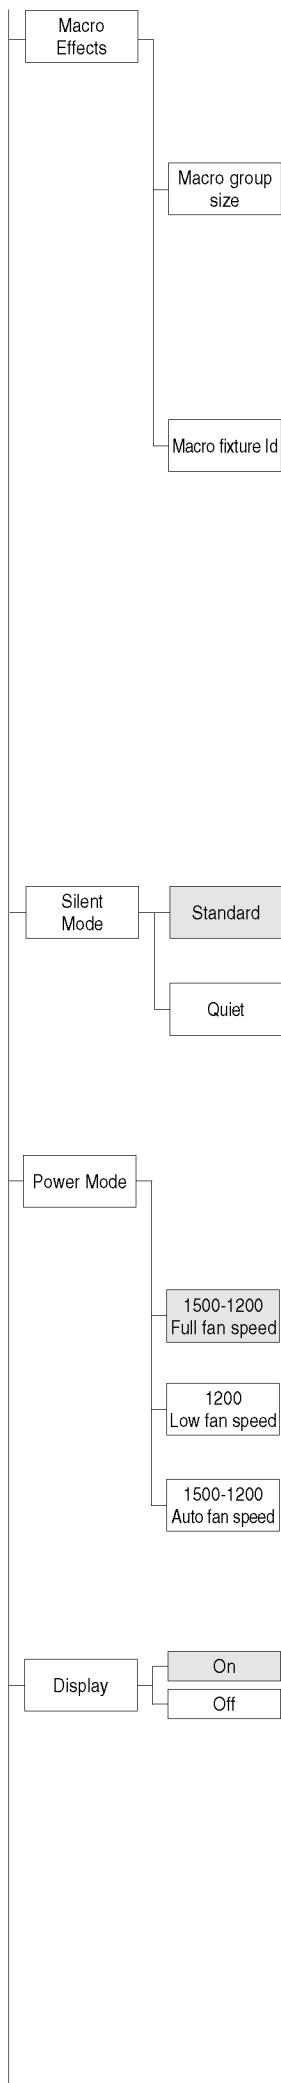 Macro
Effects
Macro group
size
Macro fixture Id
Silent
Mode
Standard
Quiet
Power Mode
1500-1200
Full fan speed
1200
Low fan speed
1500-1200
Auto fan speed
Display
On
Off